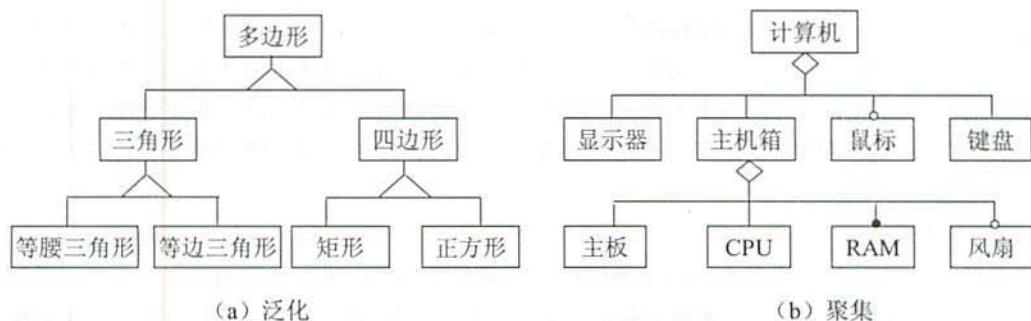 多边形
三角形
四边形
等腰三角形
等边三角形
矩形
正方形
（a）泛化
计算机
显示器
主机箱
鼠标
键盘
主板
CPU
RAM
风扇
（b）聚集